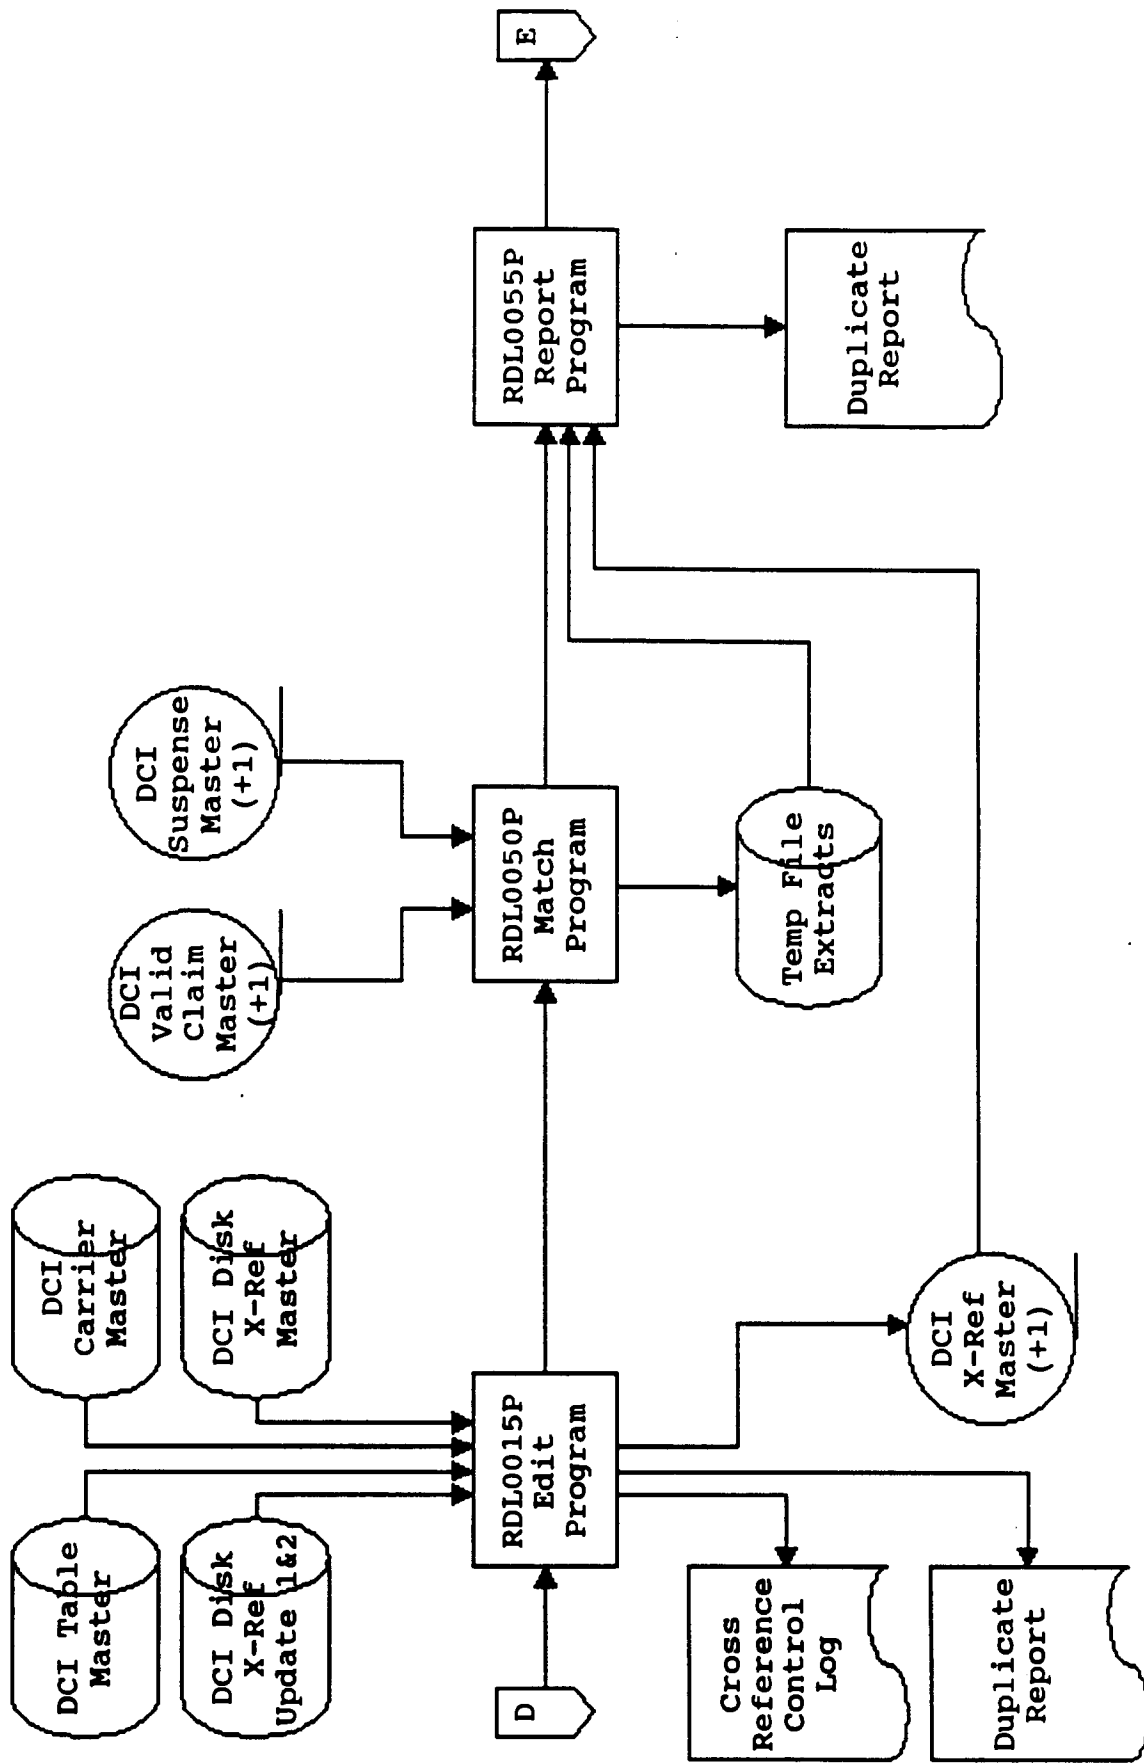 DCI Table
Master
DCI
Carrier
Master
DCI Disk
X-Ref
Update 1&2
DCI Disk
X-Ref
Master
DCI
Valid
Claim
Master
(+1)
DCI
Suspense
Master
(+1)
D
RDL0015P
Edit
Program
RDL0050P
Match
Program
RDL0055P
Report
Program
E
Cross
Reference
Control
Log
Duplicate
Report
DCI
X-Ref
Master
(+1)
Temp File
Extracts
Duplicate
Report